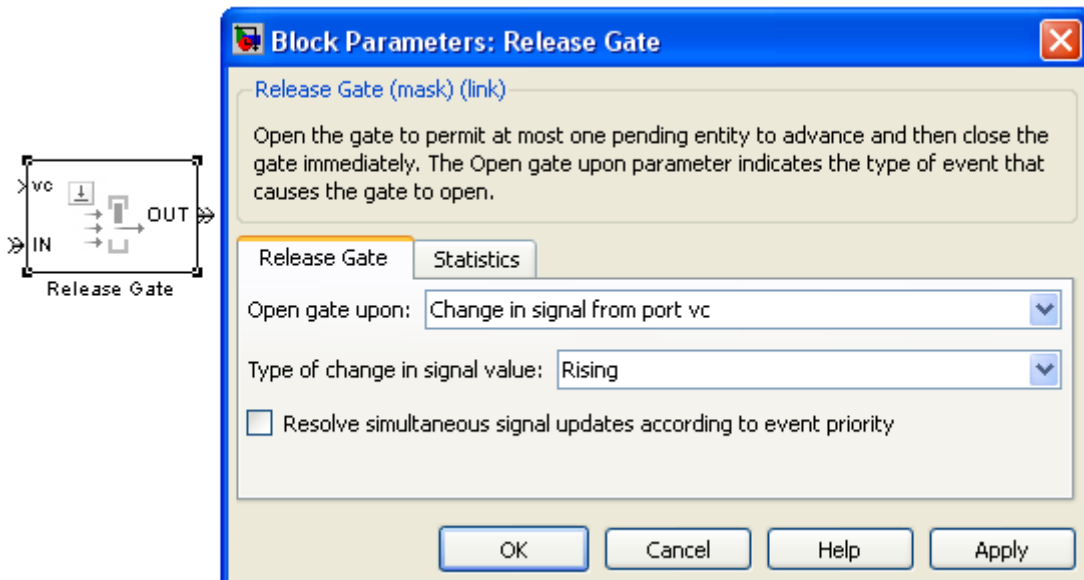 Block Parameters: Release Gate
Release Gate (mask) (link)
Open the gate to permit at most one pending entity to advance and then close the
gate immediately. The Open gate upon parameter indicates the type of event that
causes the gate to open.
vc
OUT
IN
Release Gate
Release Gate
Statistics
Open gate upon: Change in signal from port vc
Type of change in signal value: Rising
Resolve simultaneous signal updates according to event priority
OK
Cancel
Help
Apply